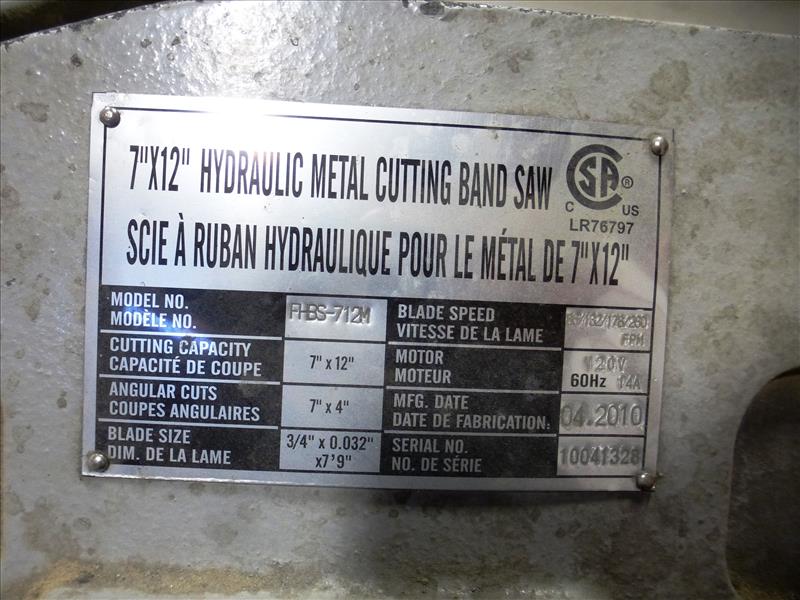 7"X12" HYDRAULIC METAL CUTTING BAND SAW
SCIE À RUBAN HYDRAULIQUE POUR LE MÉTAL DE 7"X12"
CSA ®
C US
LR76797
MODEL NO.
MODÈLE NO.
FHBS-712M
CUTTING CAPACITY
CAPACITÉ DE COUPE
7" x 12"
ANGULAR CUTS
COUPES ANGULAIRES
7" x 4"
BLADE SIZE
DIM. DE LA LAME
3/4" x 0.032"
x7'9"
BLADE SPEED
VITESSE DE LA LAME
FPM
MOTOR
MOTEUR
120V
60Hz 14A
MFG. DATE
DATE DE FABRICATION:
04.2010
SERIAL NO.
NO. DE SÉRIE
10041328